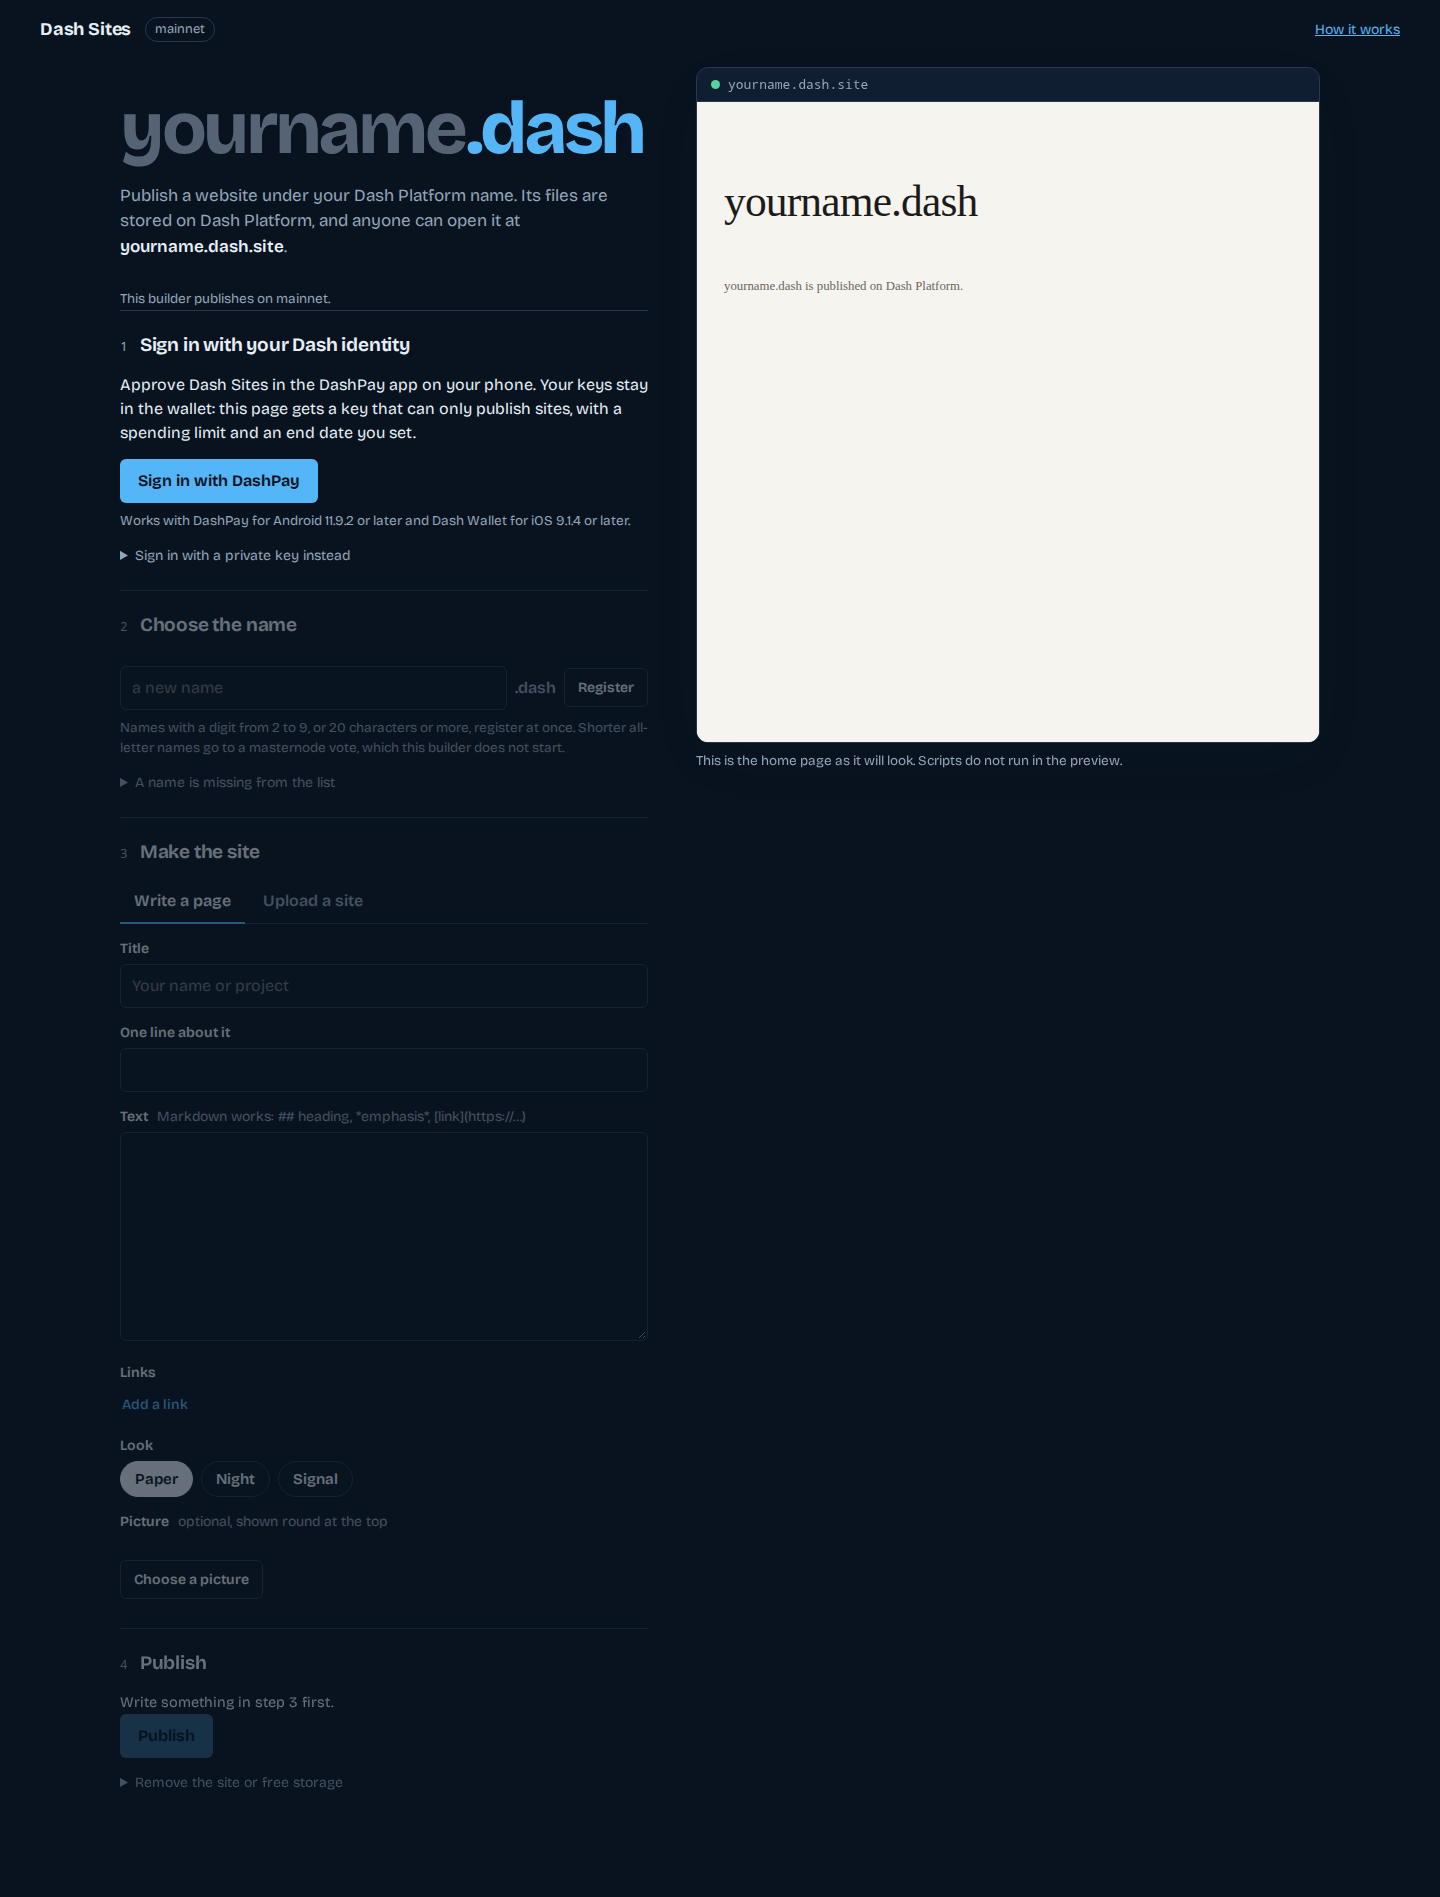 Dash Sites
mainnet
How it works
yourname.dash
Publish a website under your Dash Platform name. Its files are
stored on Dash Platform, and anyone can open it at
yourname.dash.site.
This builder publishes on mainnet.
1 Sign in with your Dash identity
Approve Dash Sites in the DashPay app on your phone. Your keys stay
in the wallet: this page gets a key that can only publish sites, with a
spending limit and an end date you set.
Sign in with DashPay
Works with DashPay for Android 11.9.2 or later and Dash Wallet for iOS 9.1.4 or later.
Sign in with a private key instead
2 Choose the name
a new name
.dash
Register
Names with a digit from 2 to 9, or 20 characters or more, register at once. Shorter all-
letter names go to a masternode vote, which this builder does not start.
A name is missing from the list
3 Make the site
Write a page
Upload a site
Title
Your name or project
One line about it
Text Markdown works: ## heading, *emphasis*, [link](https://...)
Links
Add a link
Look
Paper
Night
Signal
Picture optional, shown round at the top
Choose a picture
4 Publish
Write something in step 3 first.
Publish
Remove the site or free storage
yourname.dash.site
yourname.dash
yourname.dash is published on Dash Platform.
This is the home page as it will look. Scripts do not run in the preview.